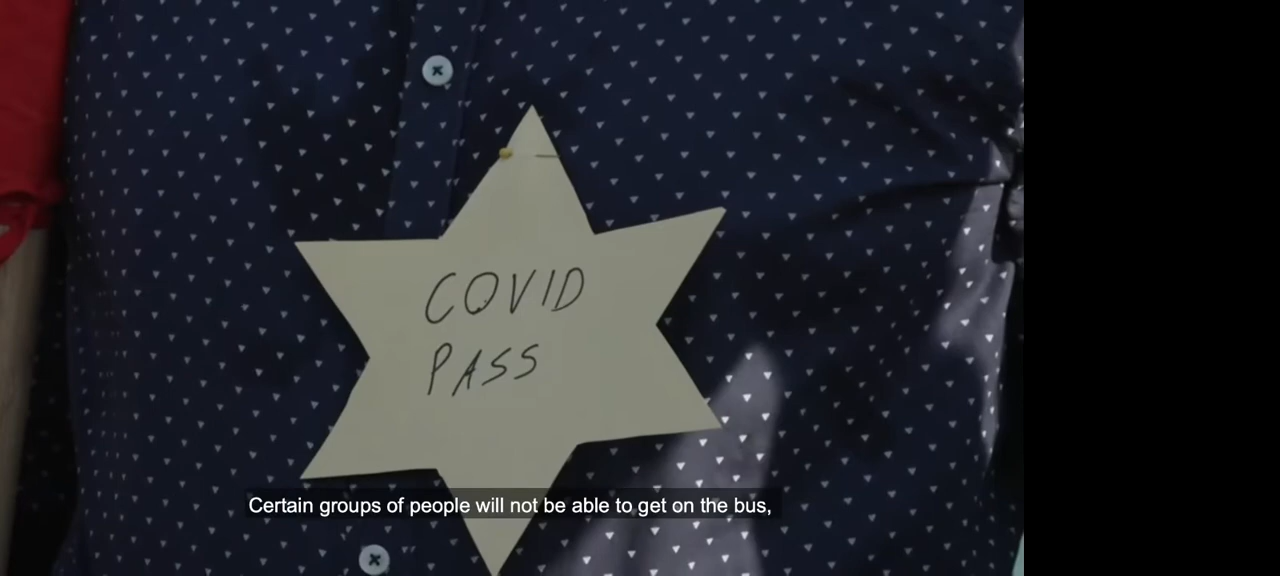 COVID
PASS
Certain groups of people will not be able to get on the bus,